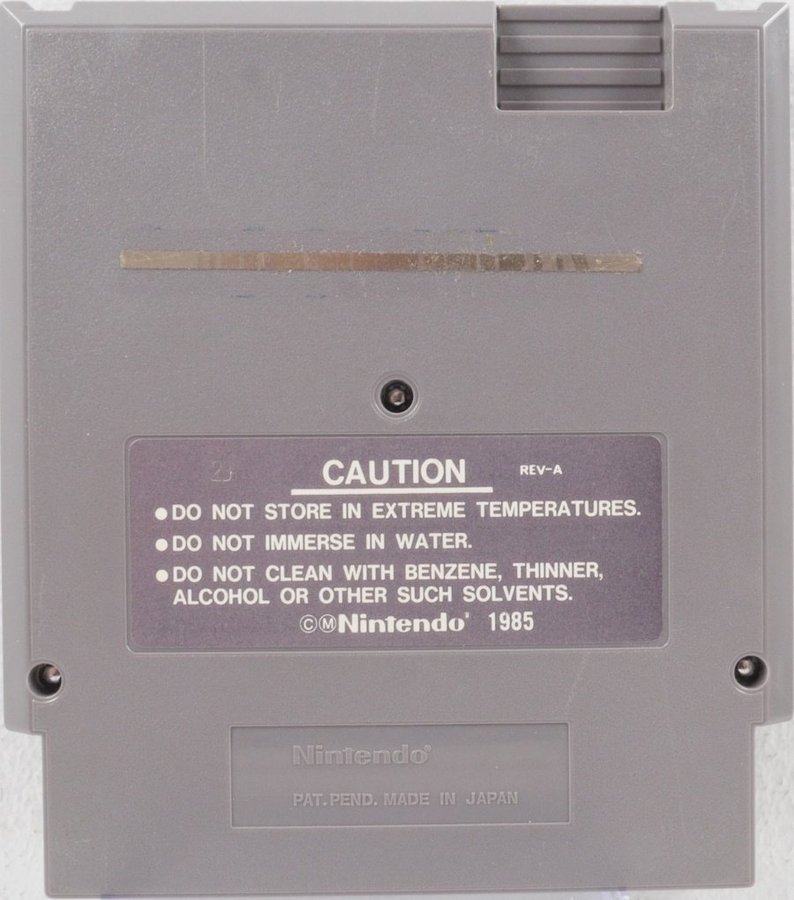 CAUTION REV-A
●DO NOT STORE IN EXTREME TEMPERATURES.
●DO NOT IMMERSE IN WATER.
●DO NOT CLEAN WITH BENZENE, THINNER,
ALCOHOL OR OTHER SUCH SOLVENTS.
©ⓂNintendo® 1985
Nintendo®
PAT. PEND. MADE IN JAPAN